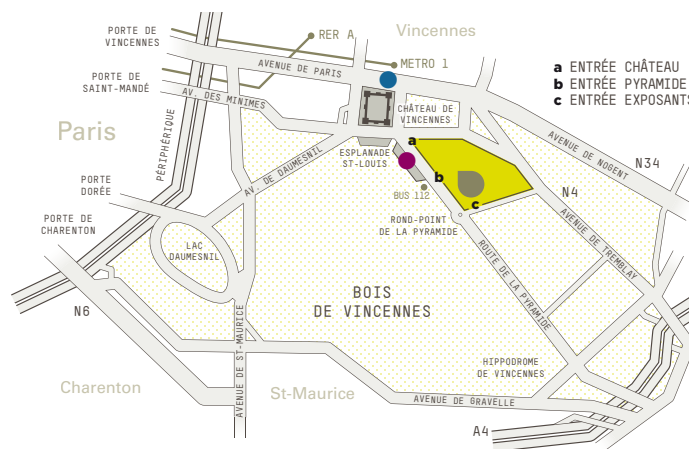 PORTE DE
VINCENNES
RER A
Vincennes
METRO 1
AVENUE DE PARIS
PORTE DE
SAINT-MANDÉ
AV. DES MINIMES
a ENTRÉE CHÂTEAU
b ENTRÉE PYRAMIDE
c ENTRÉE EXPOSANTS
CHÂTEAU DE
VINCENNES
Paris
PÉRIPHÉRIQUE
a
ESPLANADE
ST-LOUIS
AVENUE DE NOGENT
N34
b
BUS 112
AV. DE DAUMESNIL
PORTE
DORÉE
N4
c
PORTE DE
CHARENTON
ROND-POINT
DE LA PYRAMIDE
AVENUE DE TREMBLAY
LAC
DAUMESNIL
ROUTE DE LA PYRAMIDE
BOIS
DE VINCENNES
N6
AVENUE DE ST-MAURICE
HIPPODROME
DE VINCENNES
Charenton
St-Maurice
AVENUE DE GRAVELLE
A4